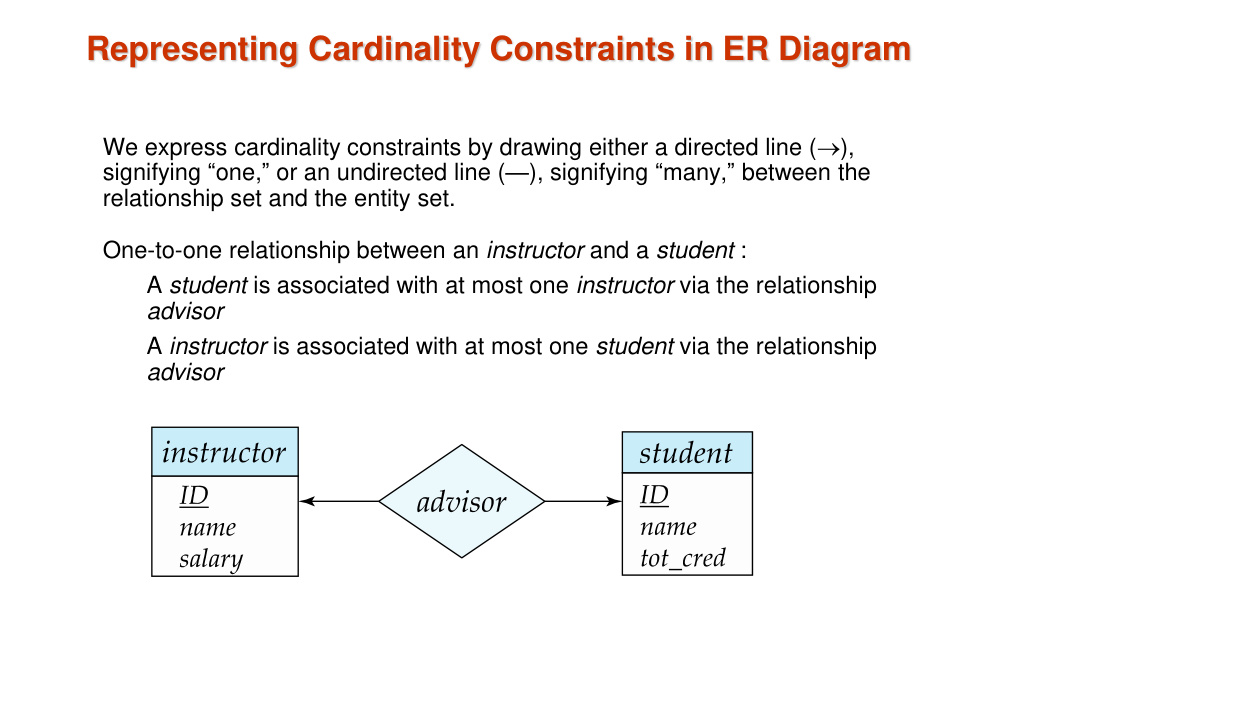 Representing Cardinality Constraints in ER Diagram
We express cardinality constraints by drawing either a directed line (→),
signifying “one,” or an undirected line (—), signifying “many,” between the
relationship set and the entity set.
One-to-one relationship between an instructor and a student :
A student is associated with at most one instructor via the relationship
advisor
A instructor is associated with at most one student via the relationship
advisor
instructor
ID
name
salary
advisor
student
ID
name
tot_cred